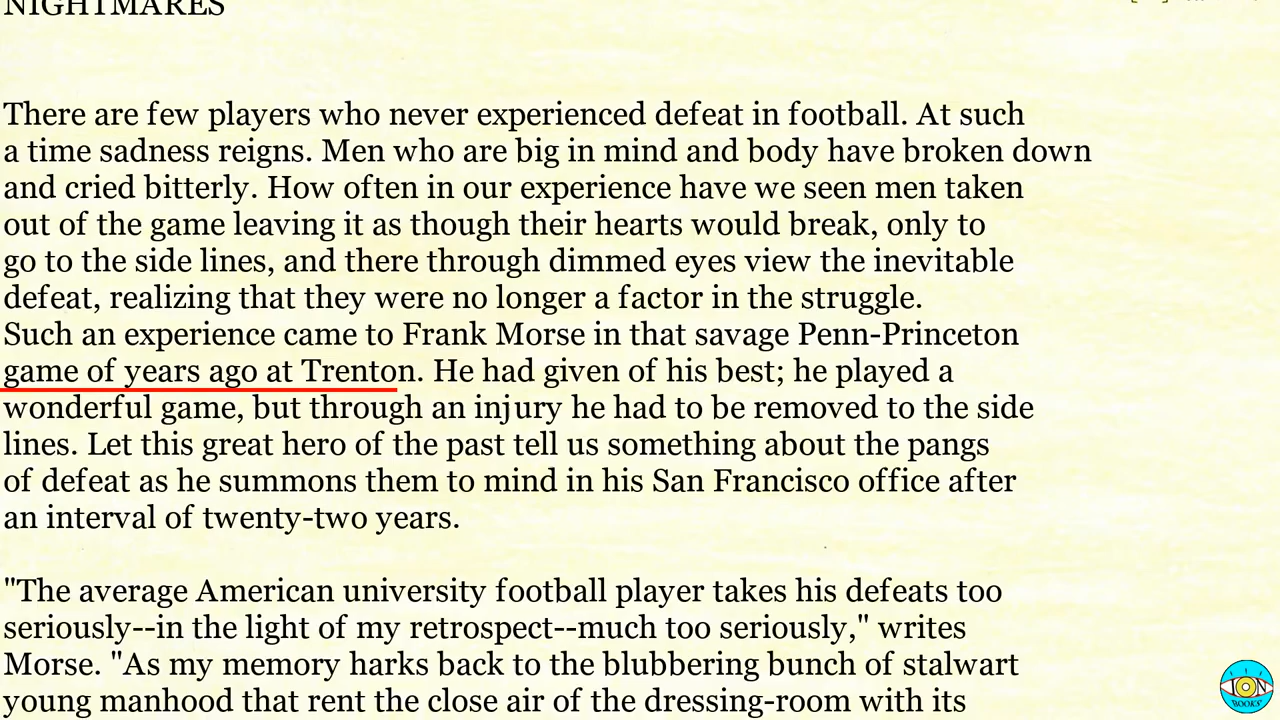 NIGHTMARES
There are few players who never experienced defeat in football. At such
a time sadness reigns. Men who are big in mind and body have broken down
and cried bitterly. How often in our experience have we seen men taken
out of the game leaving it as though their hearts would break, only to
go to the side lines, and there through dimmed eyes view the inevitable
defeat, realizing that they were no longer a factor in the struggle.
Such an experience came to Frank Morse in that savage Penn-Princeton
game of years ago at Trenton. He had given of his best; he played a
wonderful game, but through an injury he had to be removed to the side
lines. Let this great hero of the past tell us something about the pangs
of defeat as he summons them to mind in his San Francisco office after
an interval of twenty-two years.
"The average American university football player takes his defeats too
seriously--in the light of my retrospect--much too seriously," writes
Morse. "As my memory harks back to the blubbering bunch of stalwart
young manhood that rent the close air of the dressing-room with its
ION
BOOKS